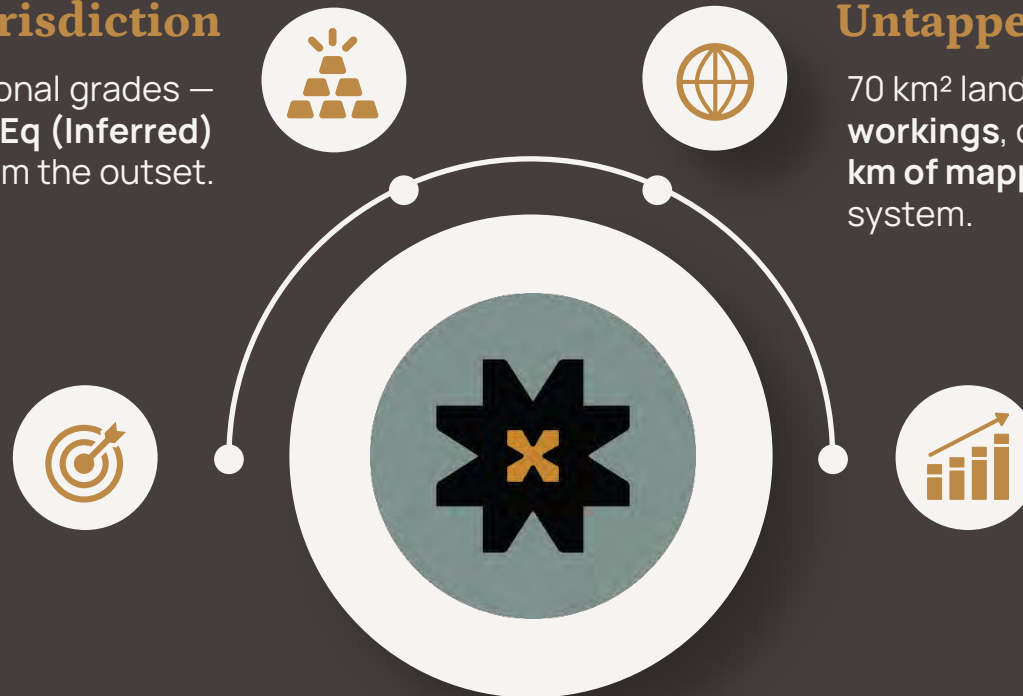 risdiction
onal grades —
Eq (Inferred)
m the outset.
Untappe
70 km² land
workings,
km of mapp
system.